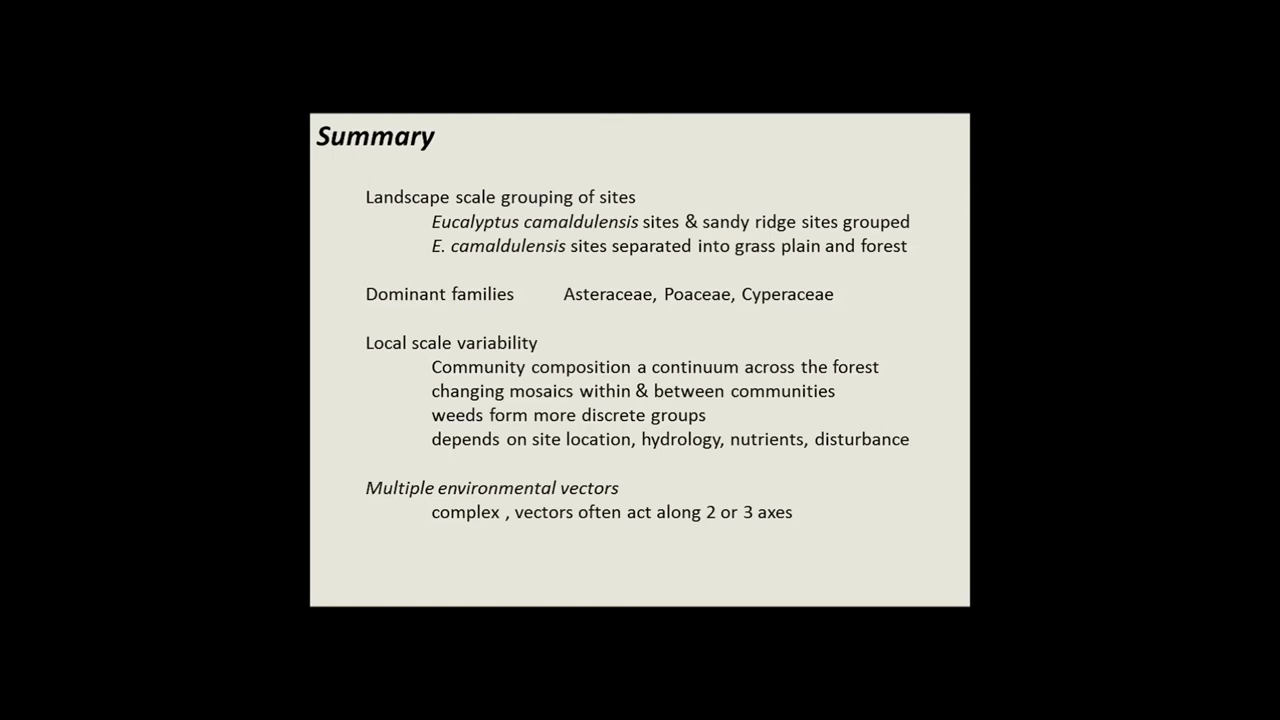 Summary
Landscape scale grouping of sites
Eucalyptus camaldulensis sites & sandy ridge sites grouped
E. camaldulensis sites separated into grass plain and forest
Dominant families Asteraceae, Poaceae, Cyperaceae
Local scale variability
Community composition a continuum across the forest
changing mosaics within & between communities
weeds form more discrete groups
depends on site location, hydrology, nutrients, disturbance
Multiple environmental vectors
complex , vectors often act along 2 or 3 axes